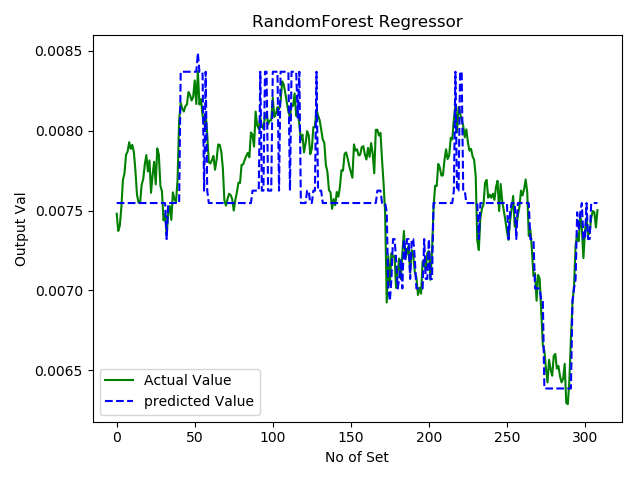 RandomForest Regressor
0.0085
0.0080
0.0075
0.0070
0.0065
Output Val
Actual Value
predicted Value
0 50 100 150 200 250 300
No of Set